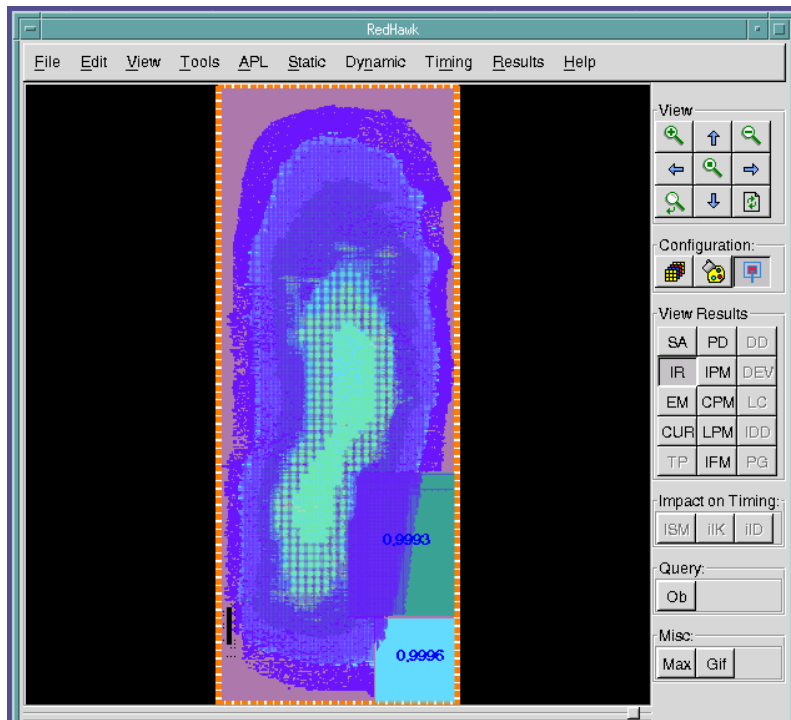 RedHawk
File Edit View Tools APL Static Dynamic Timing Results Help
View
Configuration:
View Results
SA PD DD
IR IPM DEV
EM CPM LC
CUR LPM IDD
TP IFM PG
Impact on Timing:
ISM ilK ilD
Query:
Ob
Misc:
Max Gif
0.9993
0.9996